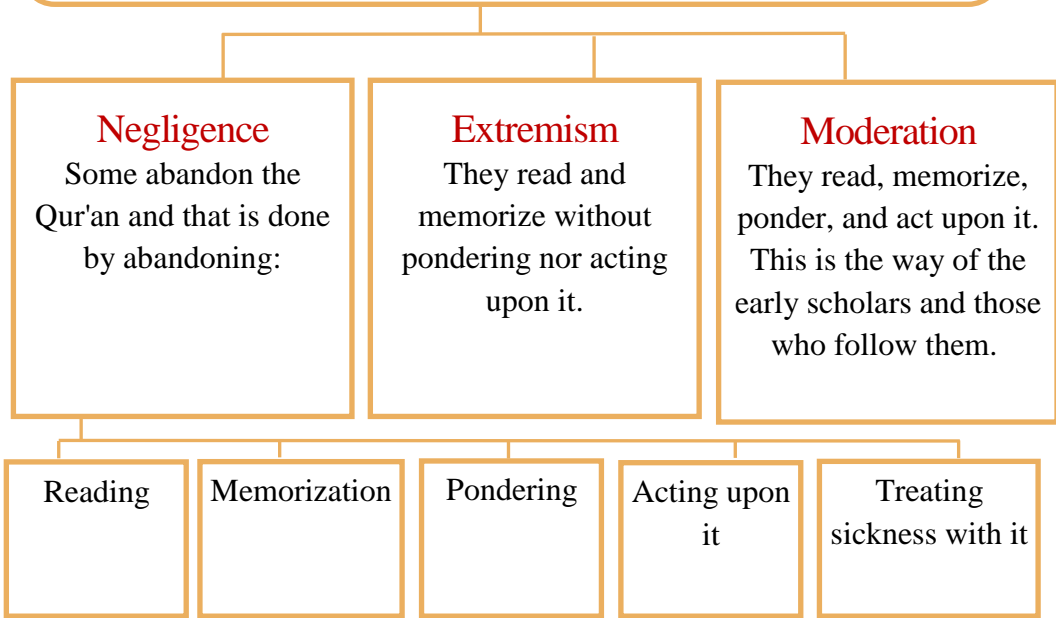 Negligence
Some abandon the
Qur'an and that is done
by abandoning:
Extremism
They read and
memorize without
pondering nor acting
upon it.
Moderation
They read, memorize,
ponder, and act upon it.
This is the way of the
early scholars and those
who follow them.
Reading
Memorization
Pondering
Acting upon
it
Treating
sickness with it